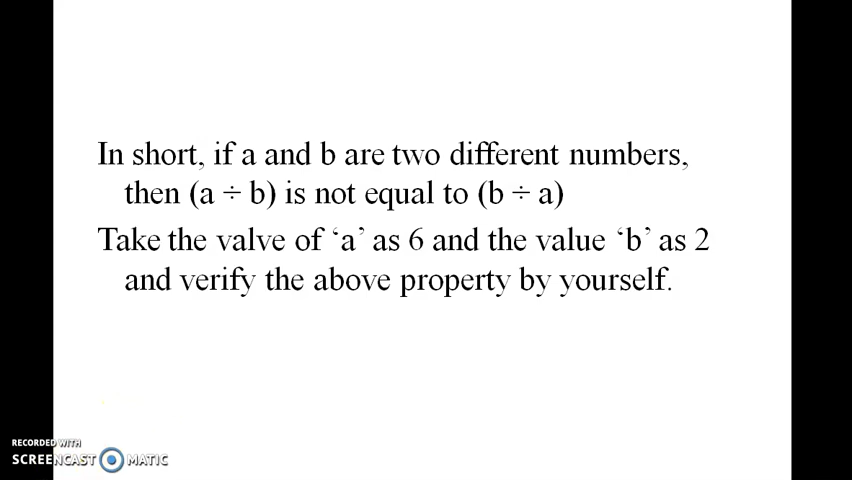 In short, if a and b are two different numbers,
then (a ÷ b) is not equal to (b ÷ a)
Take the valve of ‘a’ as 6 and the value ‘b’ as 2
and verify the above property by yourself.
RECORDED WITH
SCREENCAST MATIC